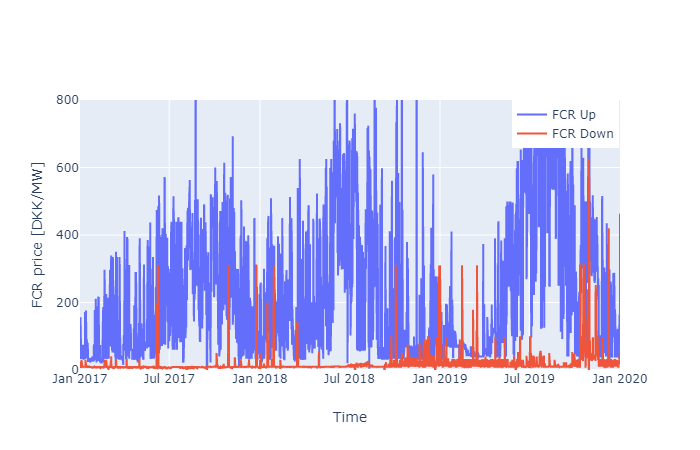 FCR Up
FCR Down
FCR price [DKK/MW]
800
600
400
200
0
Jan 2017
Jul 2017
Jan 2018
Jul 2018
Jan 2019
Jul 2019
Jan 2020
Time